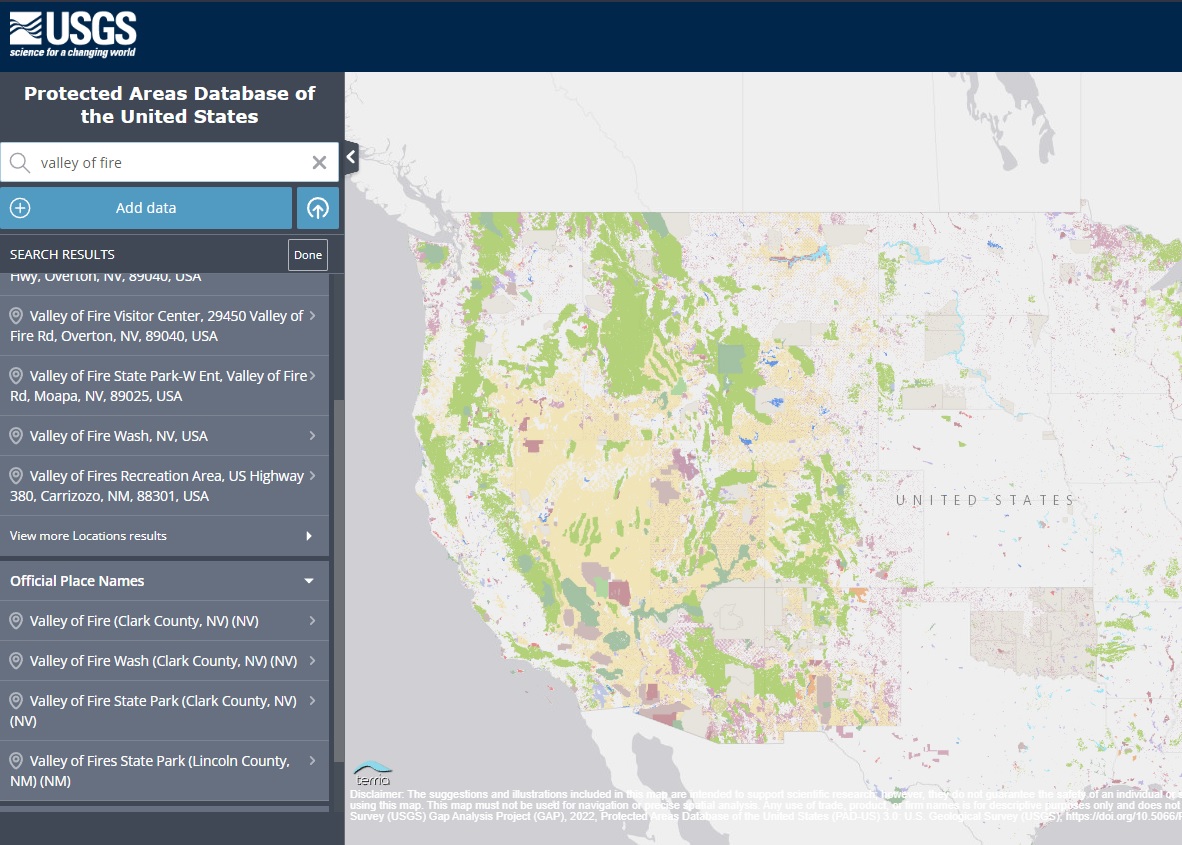 USGS
science for a changing world
Protected Areas Database of
the United States
valley of fire
Add data
SEARCH RESULTS
Done
Hwy, Overton, NV, 89040, USA
Valley of Fire Visitor Center, 29450 Valley of
Fire Rd, Overton, NV, 89040, USA
Valley of Fire State Park-W Ent, Valley of Fire
Rd, Moapa, NV, 89025, USA
Valley of Fire Wash, NV, USA
Valley of Fires Recreation Area, US Highway
380, Carrizozo, NM, 88301, USA
View more Locations results
Official Place Names
Valley of Fire (Clark County, NV) (NV)
Valley of Fire Wash (Clark County, NV) (NV)
Valley of Fire State Park (Clark County, NV)
(NV)
Valley of Fires State Park (Lincoln County,
NM) (NM)
UNITED STATES
terria
Disclaimer: The suggestions and illustrations included in this map are intended to support scientific research; however, they do not guarantee the safety of an individual or
using this map. This map must not be used for navigation or precise spatial analysis. Any use of trade, product, or firm names is for descriptive purposes only and does not
Survey (USGS) Gap Analysis Project (GAP), 2022, Protected Areas Database of the United States (PAD-US) 3.0: U.S. Geological Survey (USGS), https://doi.org/10.5066/